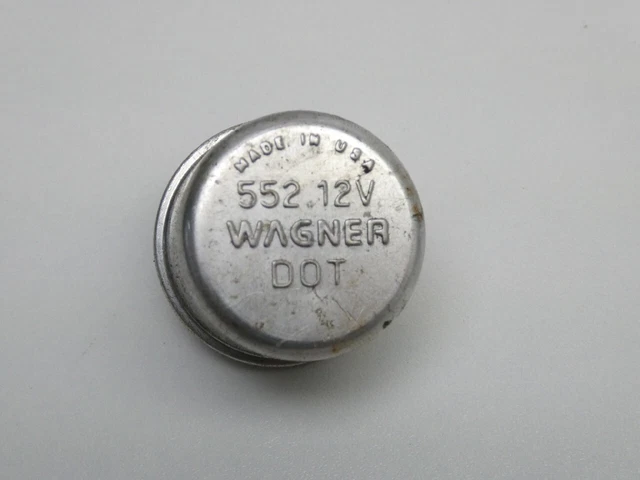 MADE IN USA
552 12V
WAGNER
DOT